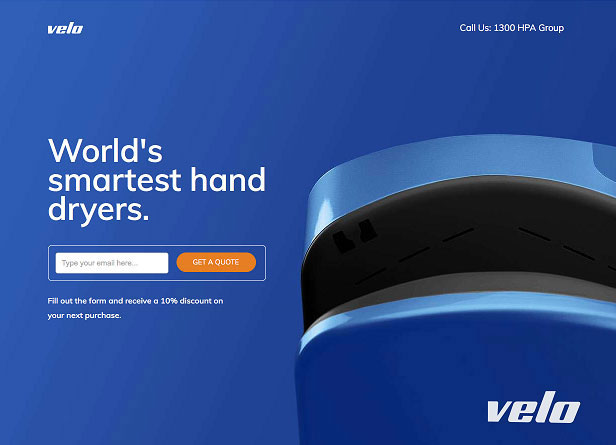 velo
Call Us: 1300 HPA Group
World's
smartest hand
dryers.
Type your email here...
GET A QUOTE
Fill out the form and receive a 10% discount on
your next purchase.
velo